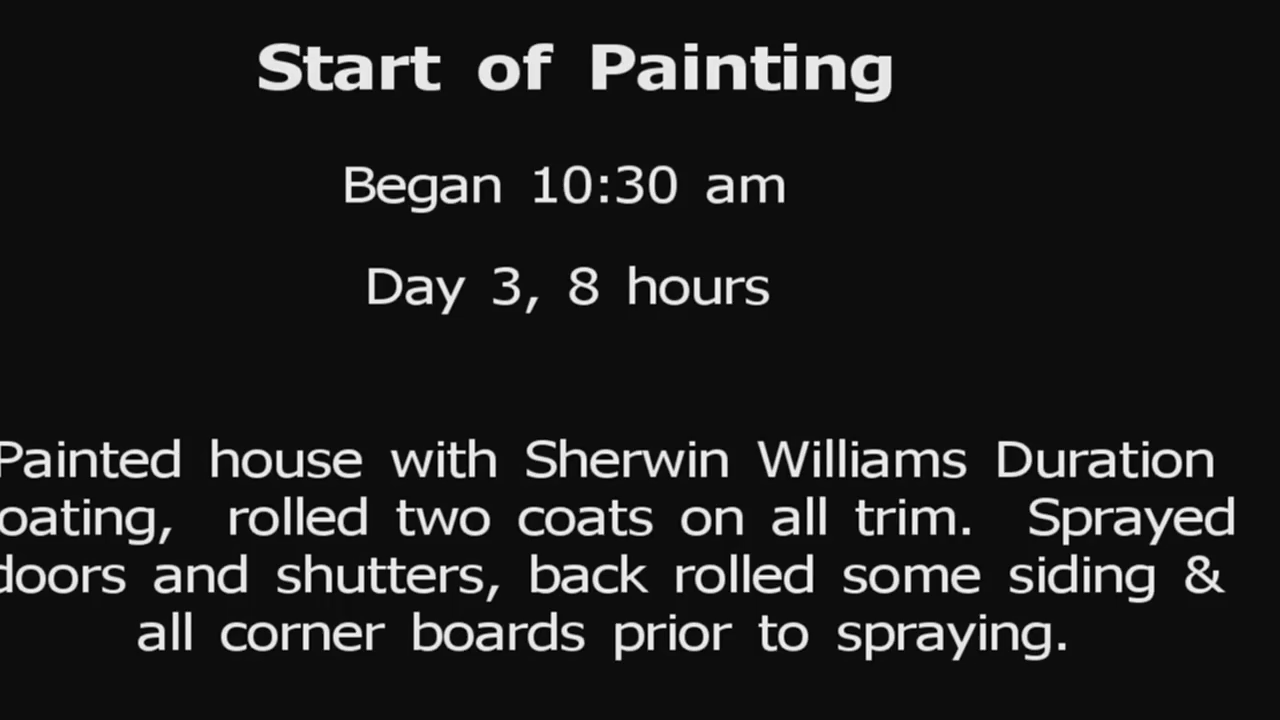 Start of Painting
Began 10:30 am
Day 3, 8 hours
Painted house with Sherwin Williams Duration
oating, rolled two coats on all trim. Sprayed
doors and shutters, back rolled some siding &
all corner boards prior to spraying.